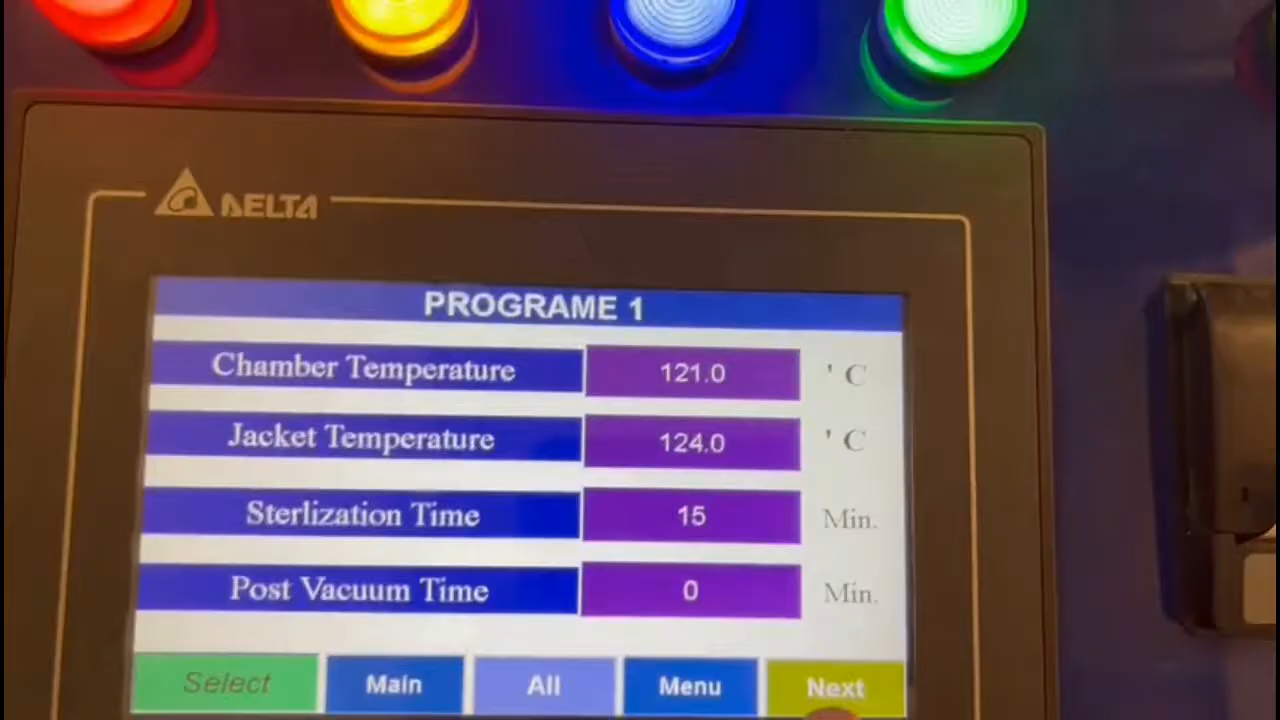 DELTA
PROGRAME 1
Chamber Temperature 121.0 ' C
Jacket Temperature 124.0 ' C
Sterlization Time 15 Min.
Post Vacuum Time 0 Min.
Select Main All Menu Next